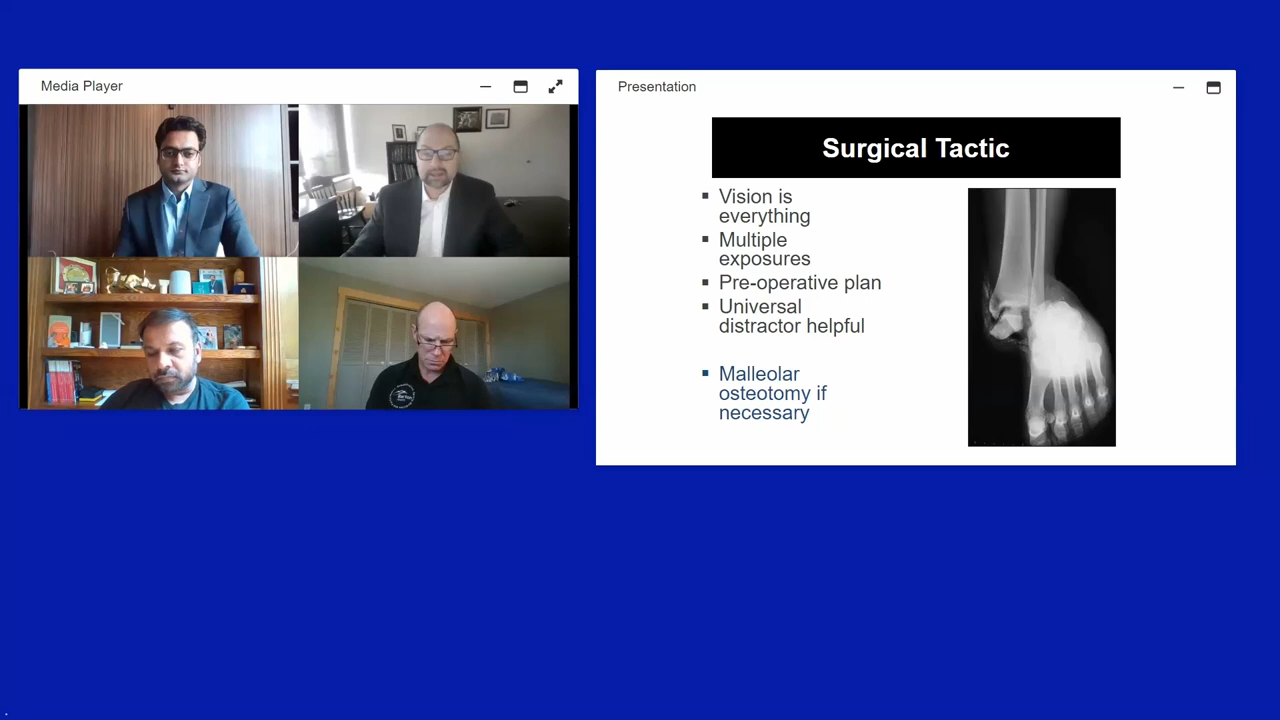 Media Player
Presentation
Surgical Tactic
Vision is
everything
Multiple
exposures
Pre-operative plan
Universal
distractor helpful
Malleolar
osteotomy if
necessary